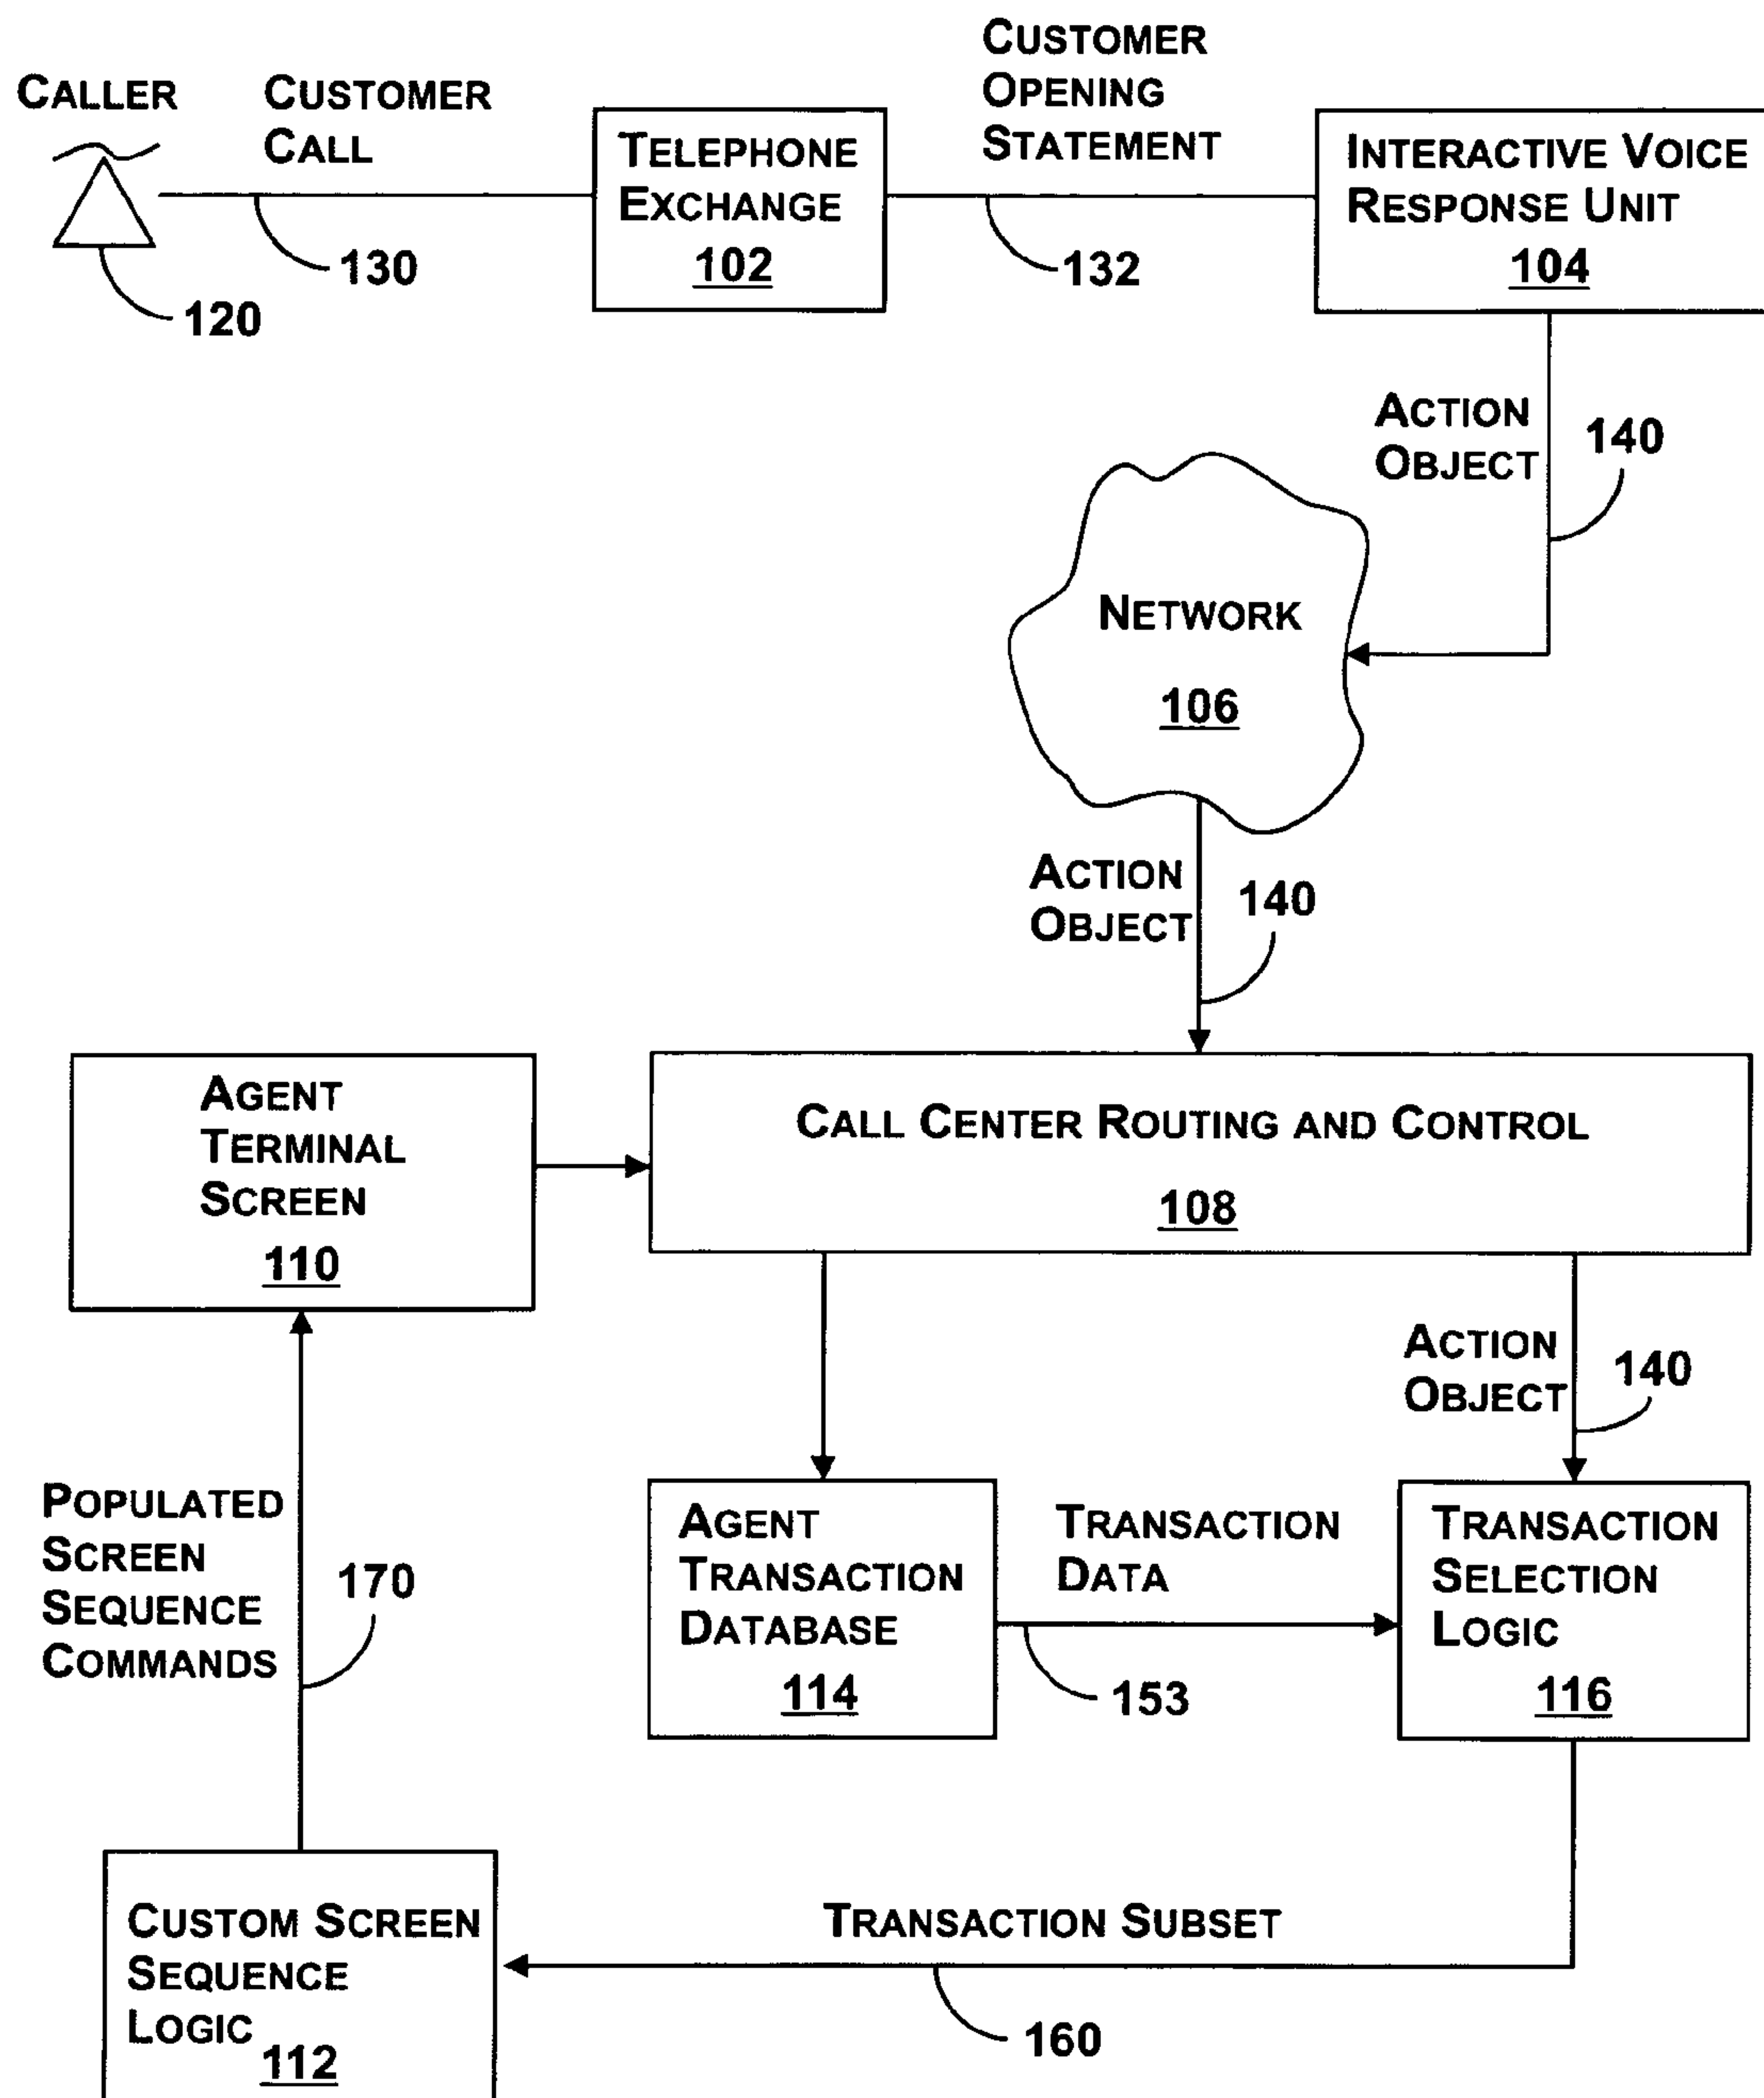 CUSTOMER
OPENING
STATEMENT
CALLER
CUSTOMER
CALL
TELEPHONE
EXCHANGE
102
INTERACTIVE VOICE
RESPONSE UNIT
104
130
132
120
ACTION
OBJECT
140
NETWORK
106
ACTION
OBJECT
140
AGENT
TERMINAL
SCREEN
110
CALL CENTER ROUTING AND CONTROL
108
ACTION
OBJECT
140
POPULATED
SCREEN
SEQUENCE
COMMANDS
170
AGENT
TRANSACTION
DATABASE
114
TRANSACTION
DATA
153
TRANSACTION
SELECTION
LOGIC
116
CUSTOM SCREEN
SEQUENCE
LOGIC
112
TRANSACTION SUBSET
160